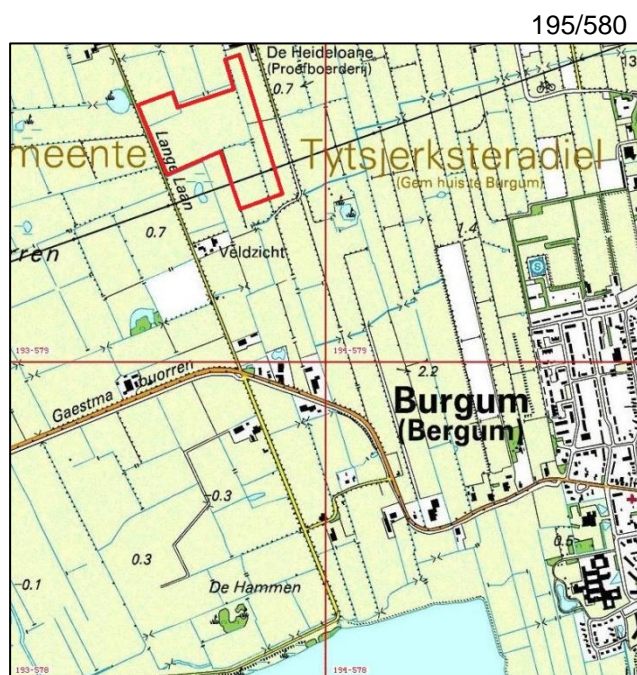 195/580
De Heideloane
(Proefboerderij)
0.7
13
meente
Tytsjerksteradiel
(Gem huis te Burgum)
Lange Laan
0.7
1.4
rren
Veldzicht
S
193-579
194-579
2.2
Gaestma buorren
Burgum
(Bergum)
0.3
0.3
0.5
0.1
De Hammen
193-578
194-578